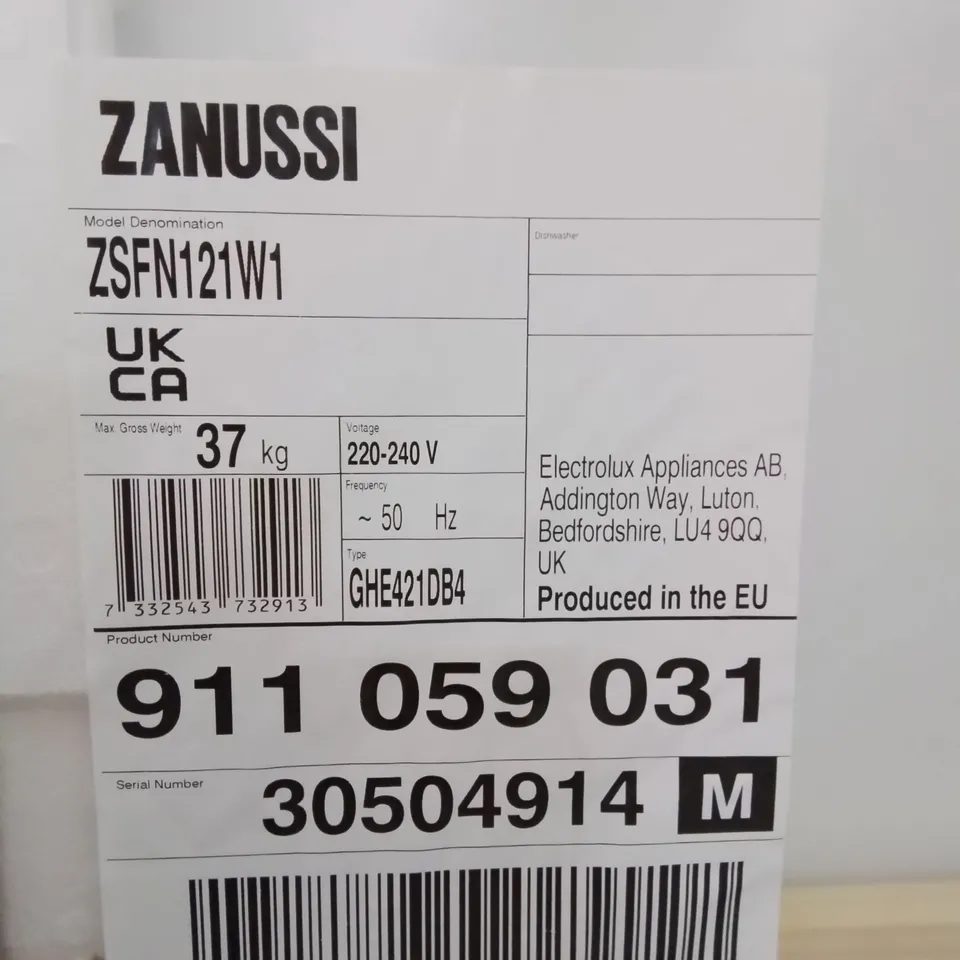 ZANUSSI
Model Denomination
ZSFN121W1
Dishwasher
UK
CA
Max Gross Weight 37 kg
Voltage
220-240 V
Frequency
~ 50 Hz
Type
GHE421DB4
7 332543 732913
Electrolux Appliances AB,
Addington Way, Luton,
Bedfordshire, LU4 9QQ,
UK
Produced in the EU
Product Number
911 059 031
Serial Number
30504914 M